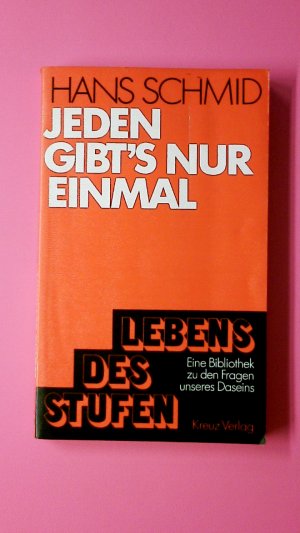 HANS SCHMID
JEDEN
GIBT'S NUR
EINMAL
LEBENS
DES
STUFEN
Eine Bibliothek
zu den Fragen
unseres Daseins
Kreuz Verlag